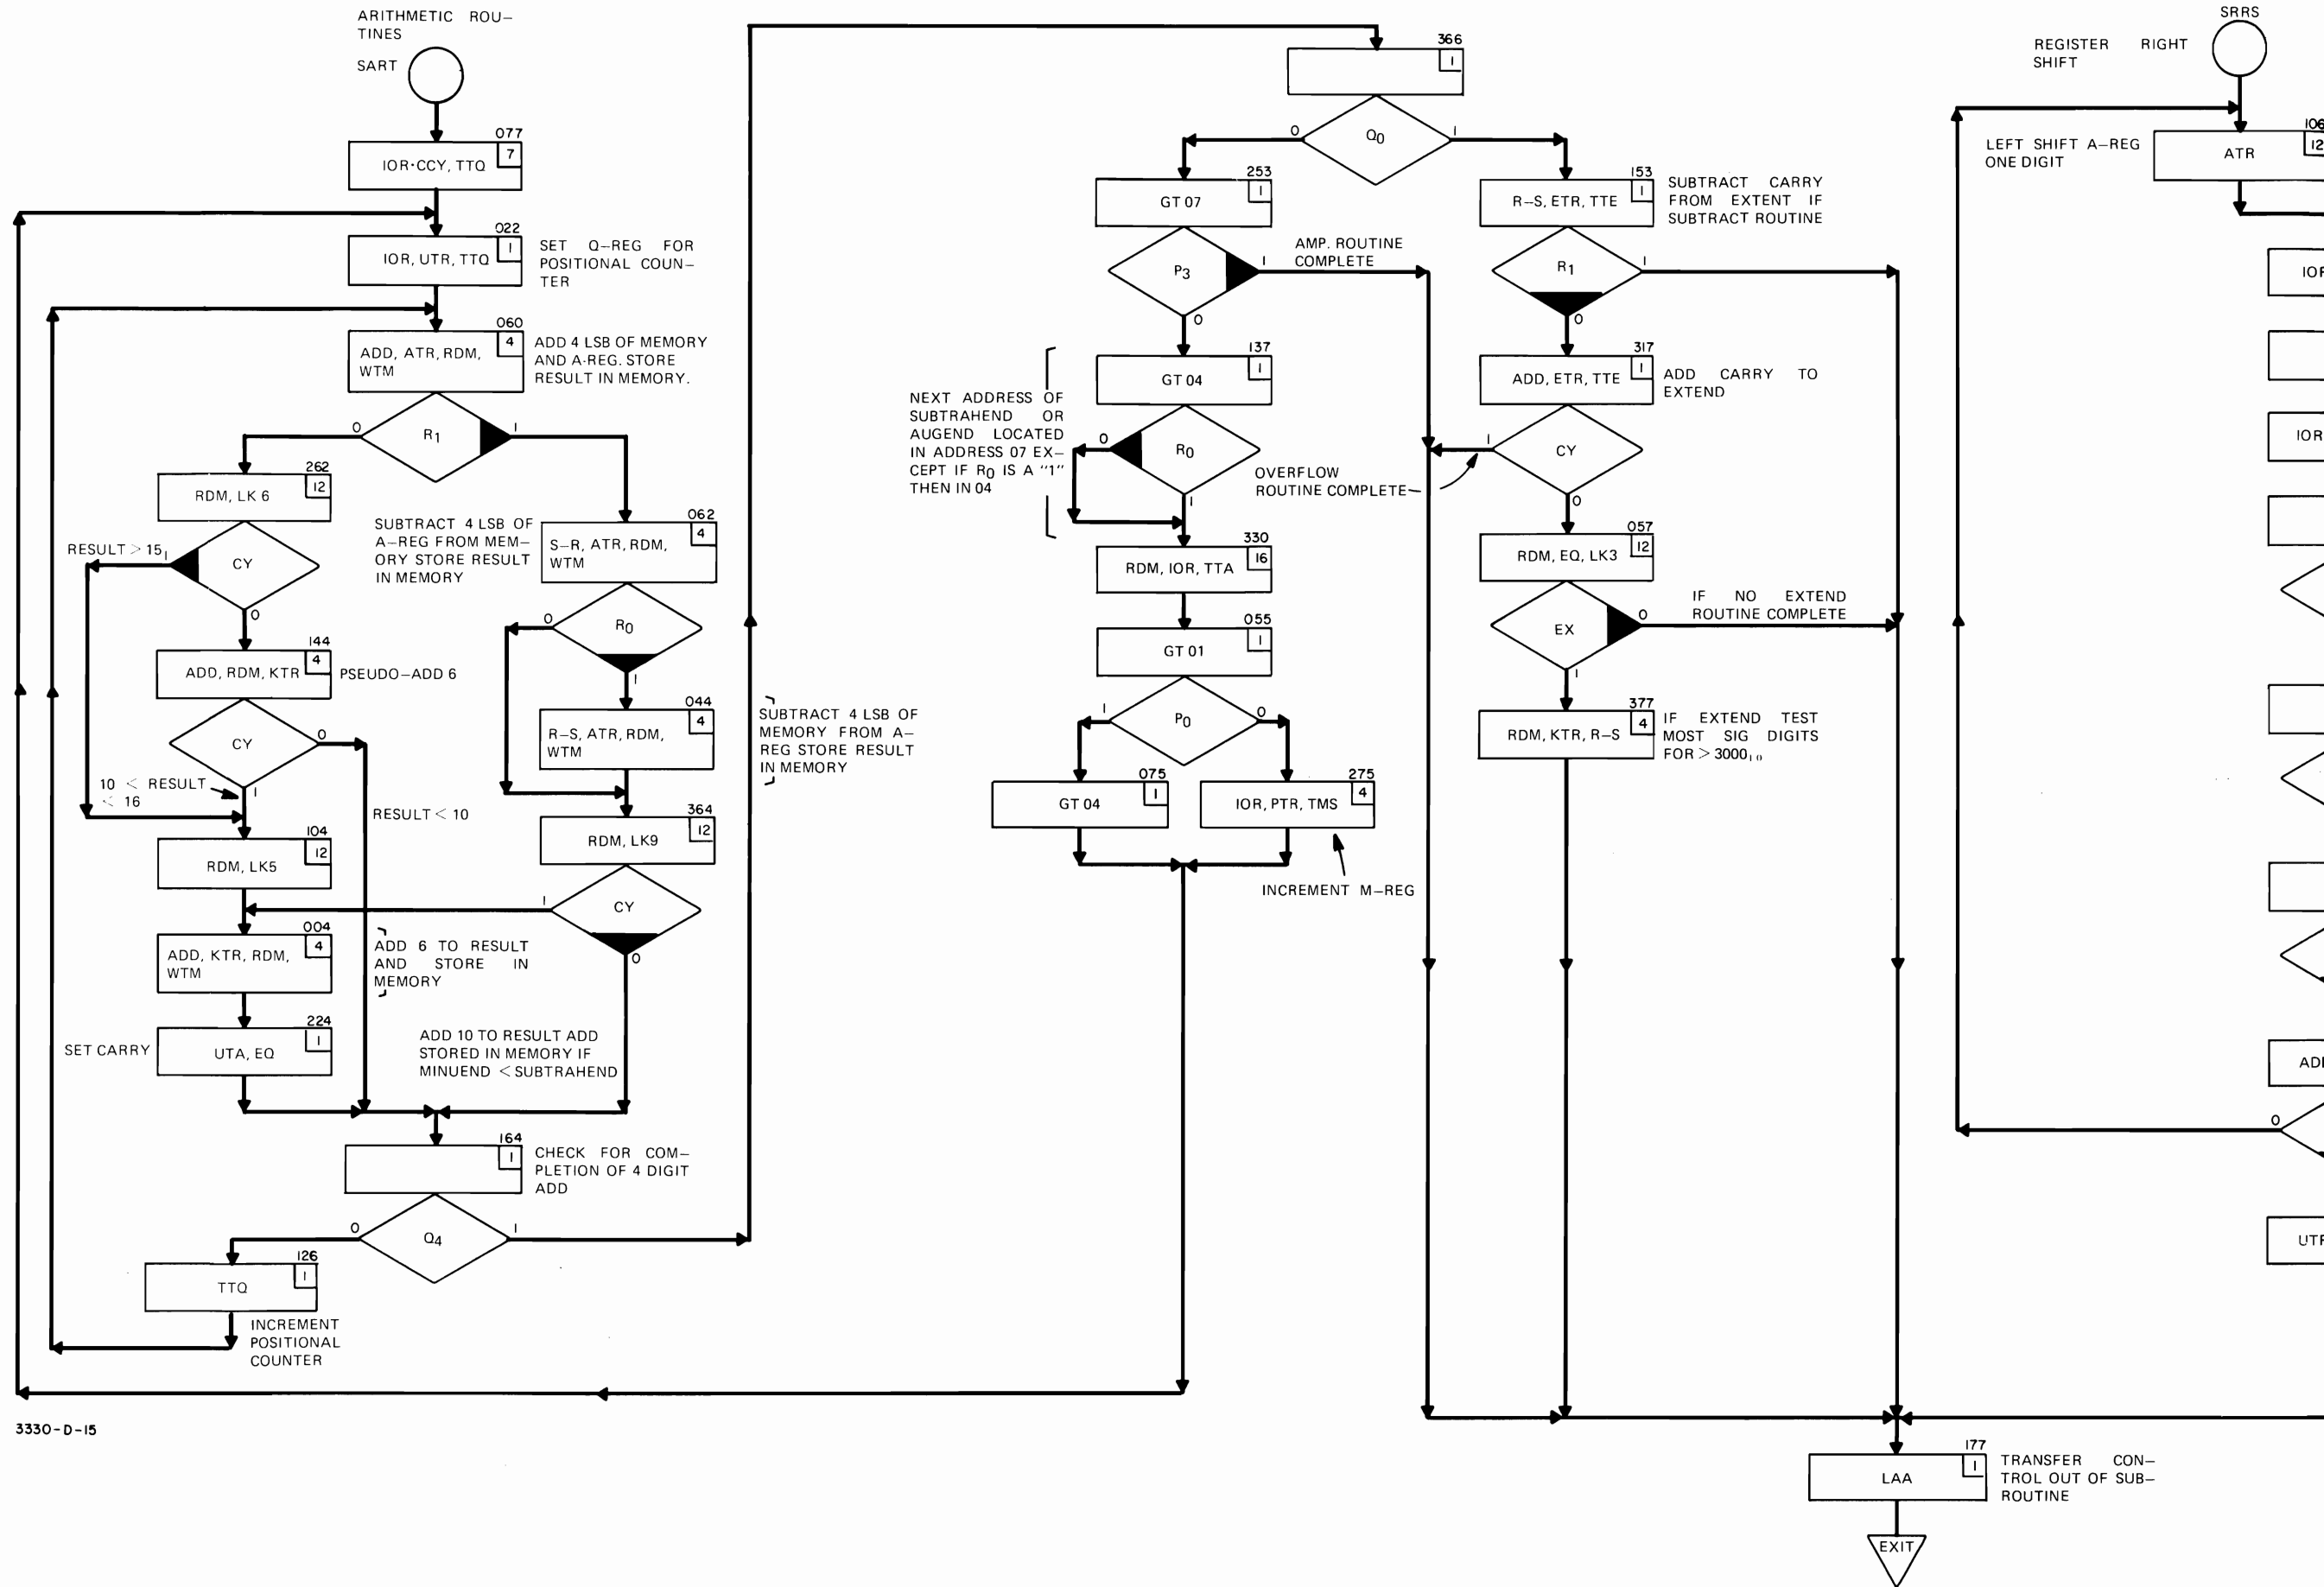 ARITHMETIC ROU–
TINES
SART
077
7
IOR•CCY, TTQ
022
1
IOR, UTR, TTQ
SET Q–REG FOR
POSITIONAL COUN–
TER
060
4
ADD, ATR, RDM,
WTM
ADD 4 LSB OF MEMORY
AND A-REG. STORE
RESULT IN MEMORY.
0
R1
1
262
12
RDM, LK 6
RESULT > 15
1
CY
0
144
4
ADD, RDM, KTR
PSEUDO–ADD 6
CY
0
10 < RESULT
< 16
1
RESULT < 10
104
12
RDM, LK5
004
4
ADD, KTR, RDM,
WTM
ADD 6 TO RESULT
AND STORE IN
MEMORY
224
1
SET CARRY
UTA, EQ
SUBTRACT 4 LSB OF
A–REG FROM MEM–
ORY STORE RESULT
IN MEMORY
062
4
S–R, ATR, RDM,
WTM
0
R0
1
044
4
R–S, ATR, RDM,
WTM
SUBTRACT 4 LSB OF
MEMORY FROM A–
REG STORE RESULT
IN MEMORY
364
12
RDM, LK9
1
CY
0
ADD 10 TO RESULT ADD
STORED IN MEMORY IF
MINUEND < SUBTRAHEND
164
1
CHECK FOR COM–
PLETION OF 4 DIGIT
ADD
0
Q4
1
126
1
TTQ
INCREMENT
POSITIONAL
COUNTER
3330-D-15
366
1
0
Q0
1
253
1
GT 07
P3
1
0
AMP. ROUTINE
COMPLETE
137
1
GT 04
NEXT ADDRESS OF
SUBTRAHEND OR
AUGEND LOCATED
IN ADDRESS 07 EX–
CEPT IF R0 IS A "1"
THEN IN 04
0
R0
1
330
16
RDM, IOR, TTA
055
1
GT 01
1
P0
0
075
1
GT 04
275
4
IOR, PTR, TMS
INCREMENT M–REG
153
1
R–S, ETR, TTE
SUBTRACT CARRY
FROM EXTENT IF
SUBTRACT ROUTINE
R1
1
0
317
1
ADD, ETR, TTE
ADD CARRY TO
EXTEND
1
CY
0
OVERFLOW
ROUTINE COMPLETE–
057
12
RDM, EQ, LK3
EX
0
1
IF NO EXTEND
ROUTINE COMPLETE
377
4
RDM, KTR, R–S
IF EXTEND TEST
MOST SIG DIGITS
FOR > 3000₁₀
177
1
LAA
TRANSFER CON–
TROL OUT OF SUB–
ROUTINE
EXIT
SRRS
REGISTER RIGHT
SHIFT
106
12
LEFT SHIFT A–REG
ONE DIGIT
ATR
IOR
0